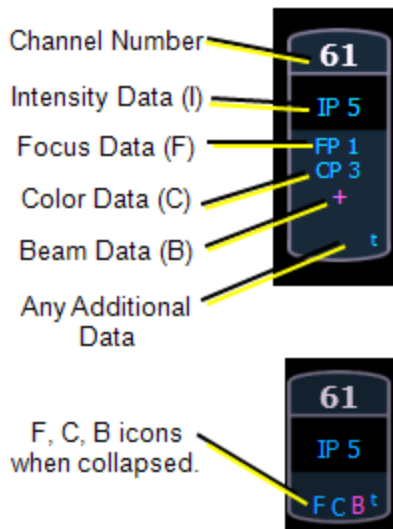 Channel Number
61
Intensity Data (I)
IP 5
Focus Data (F)
FP 1
Color Data (C)
CP 3
Beam Data (B)
+
Any Additional
Data
t
61
F, C, B icons
when collapsed.
IP 5
F C B t